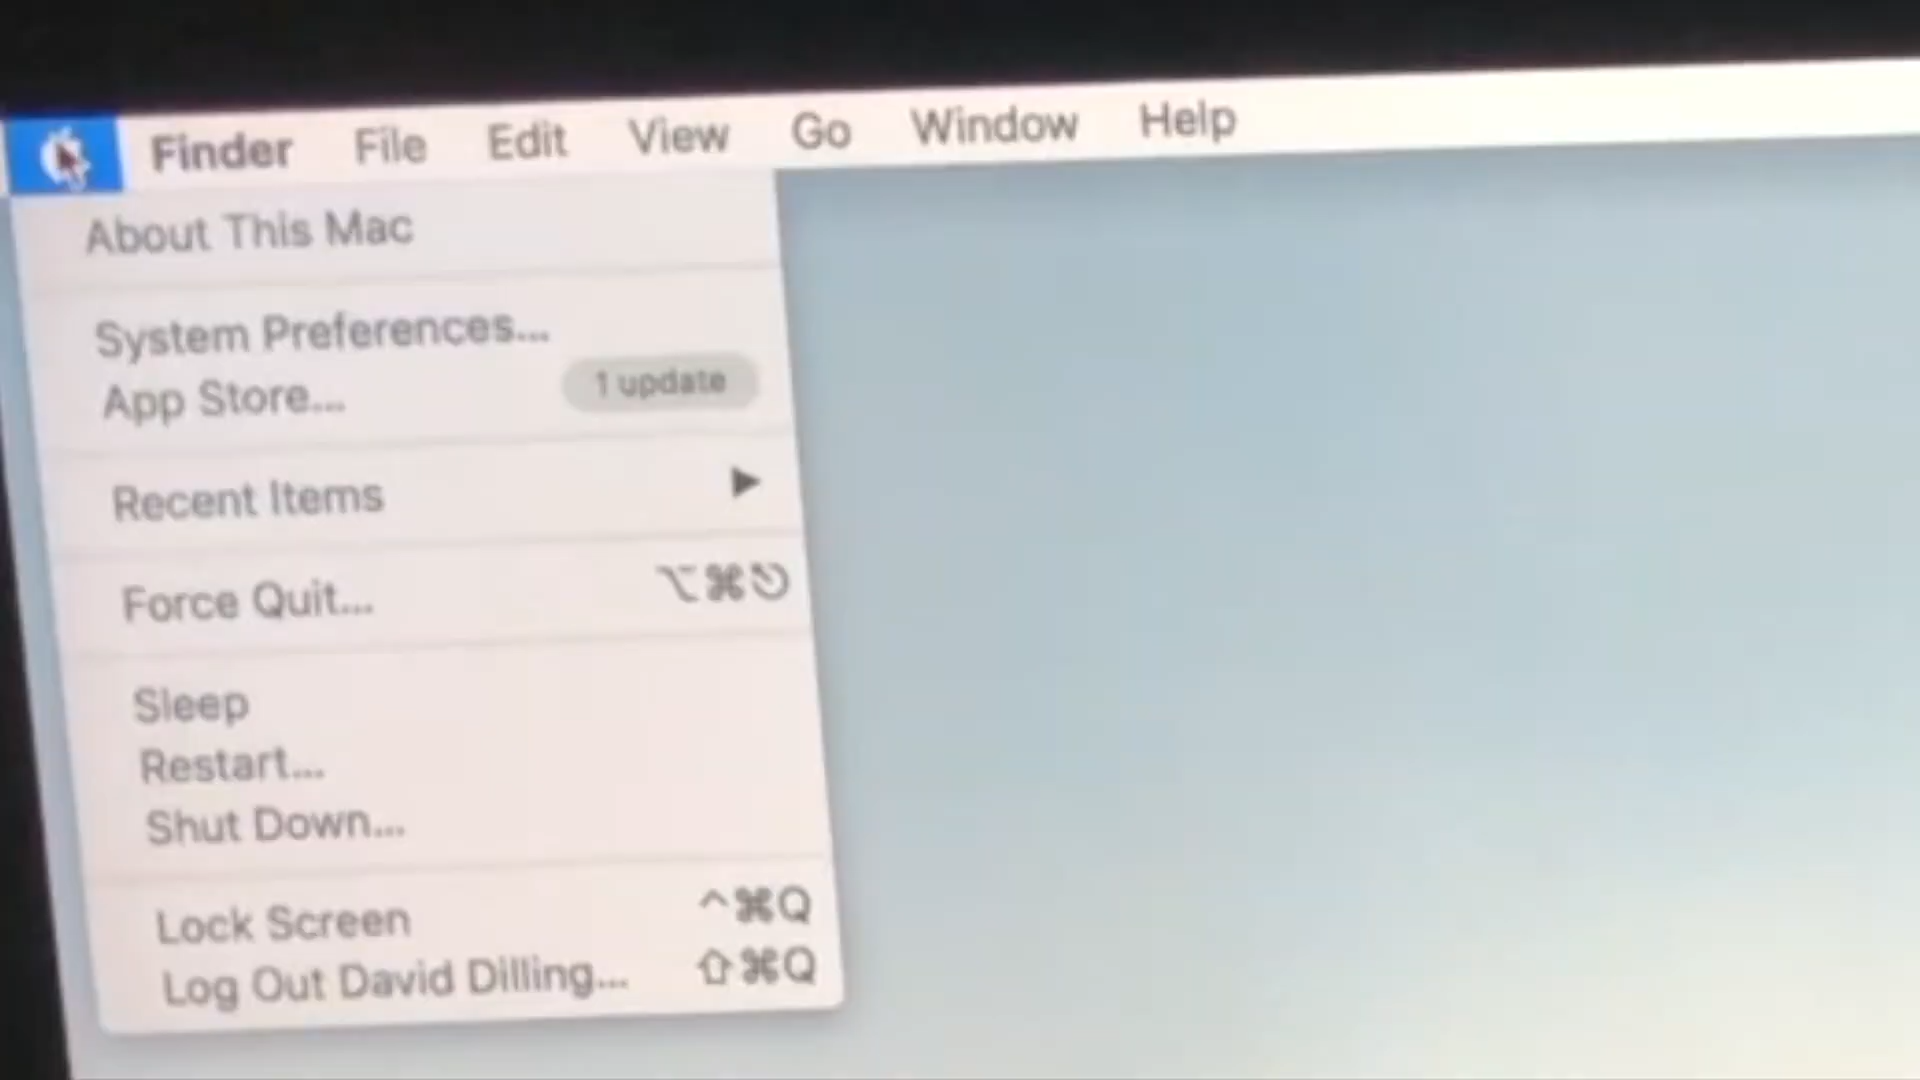 Finder File Edit View Go Window Help
About This Mac
System Preferences...
App Store... 1 update
Recent Items ▶
Force Quit... ⌥⌘⎋
Sleep
Restart...
Shut Down...
Lock Screen ^⌘Q
Log Out David Dilling... ⇧⌘Q